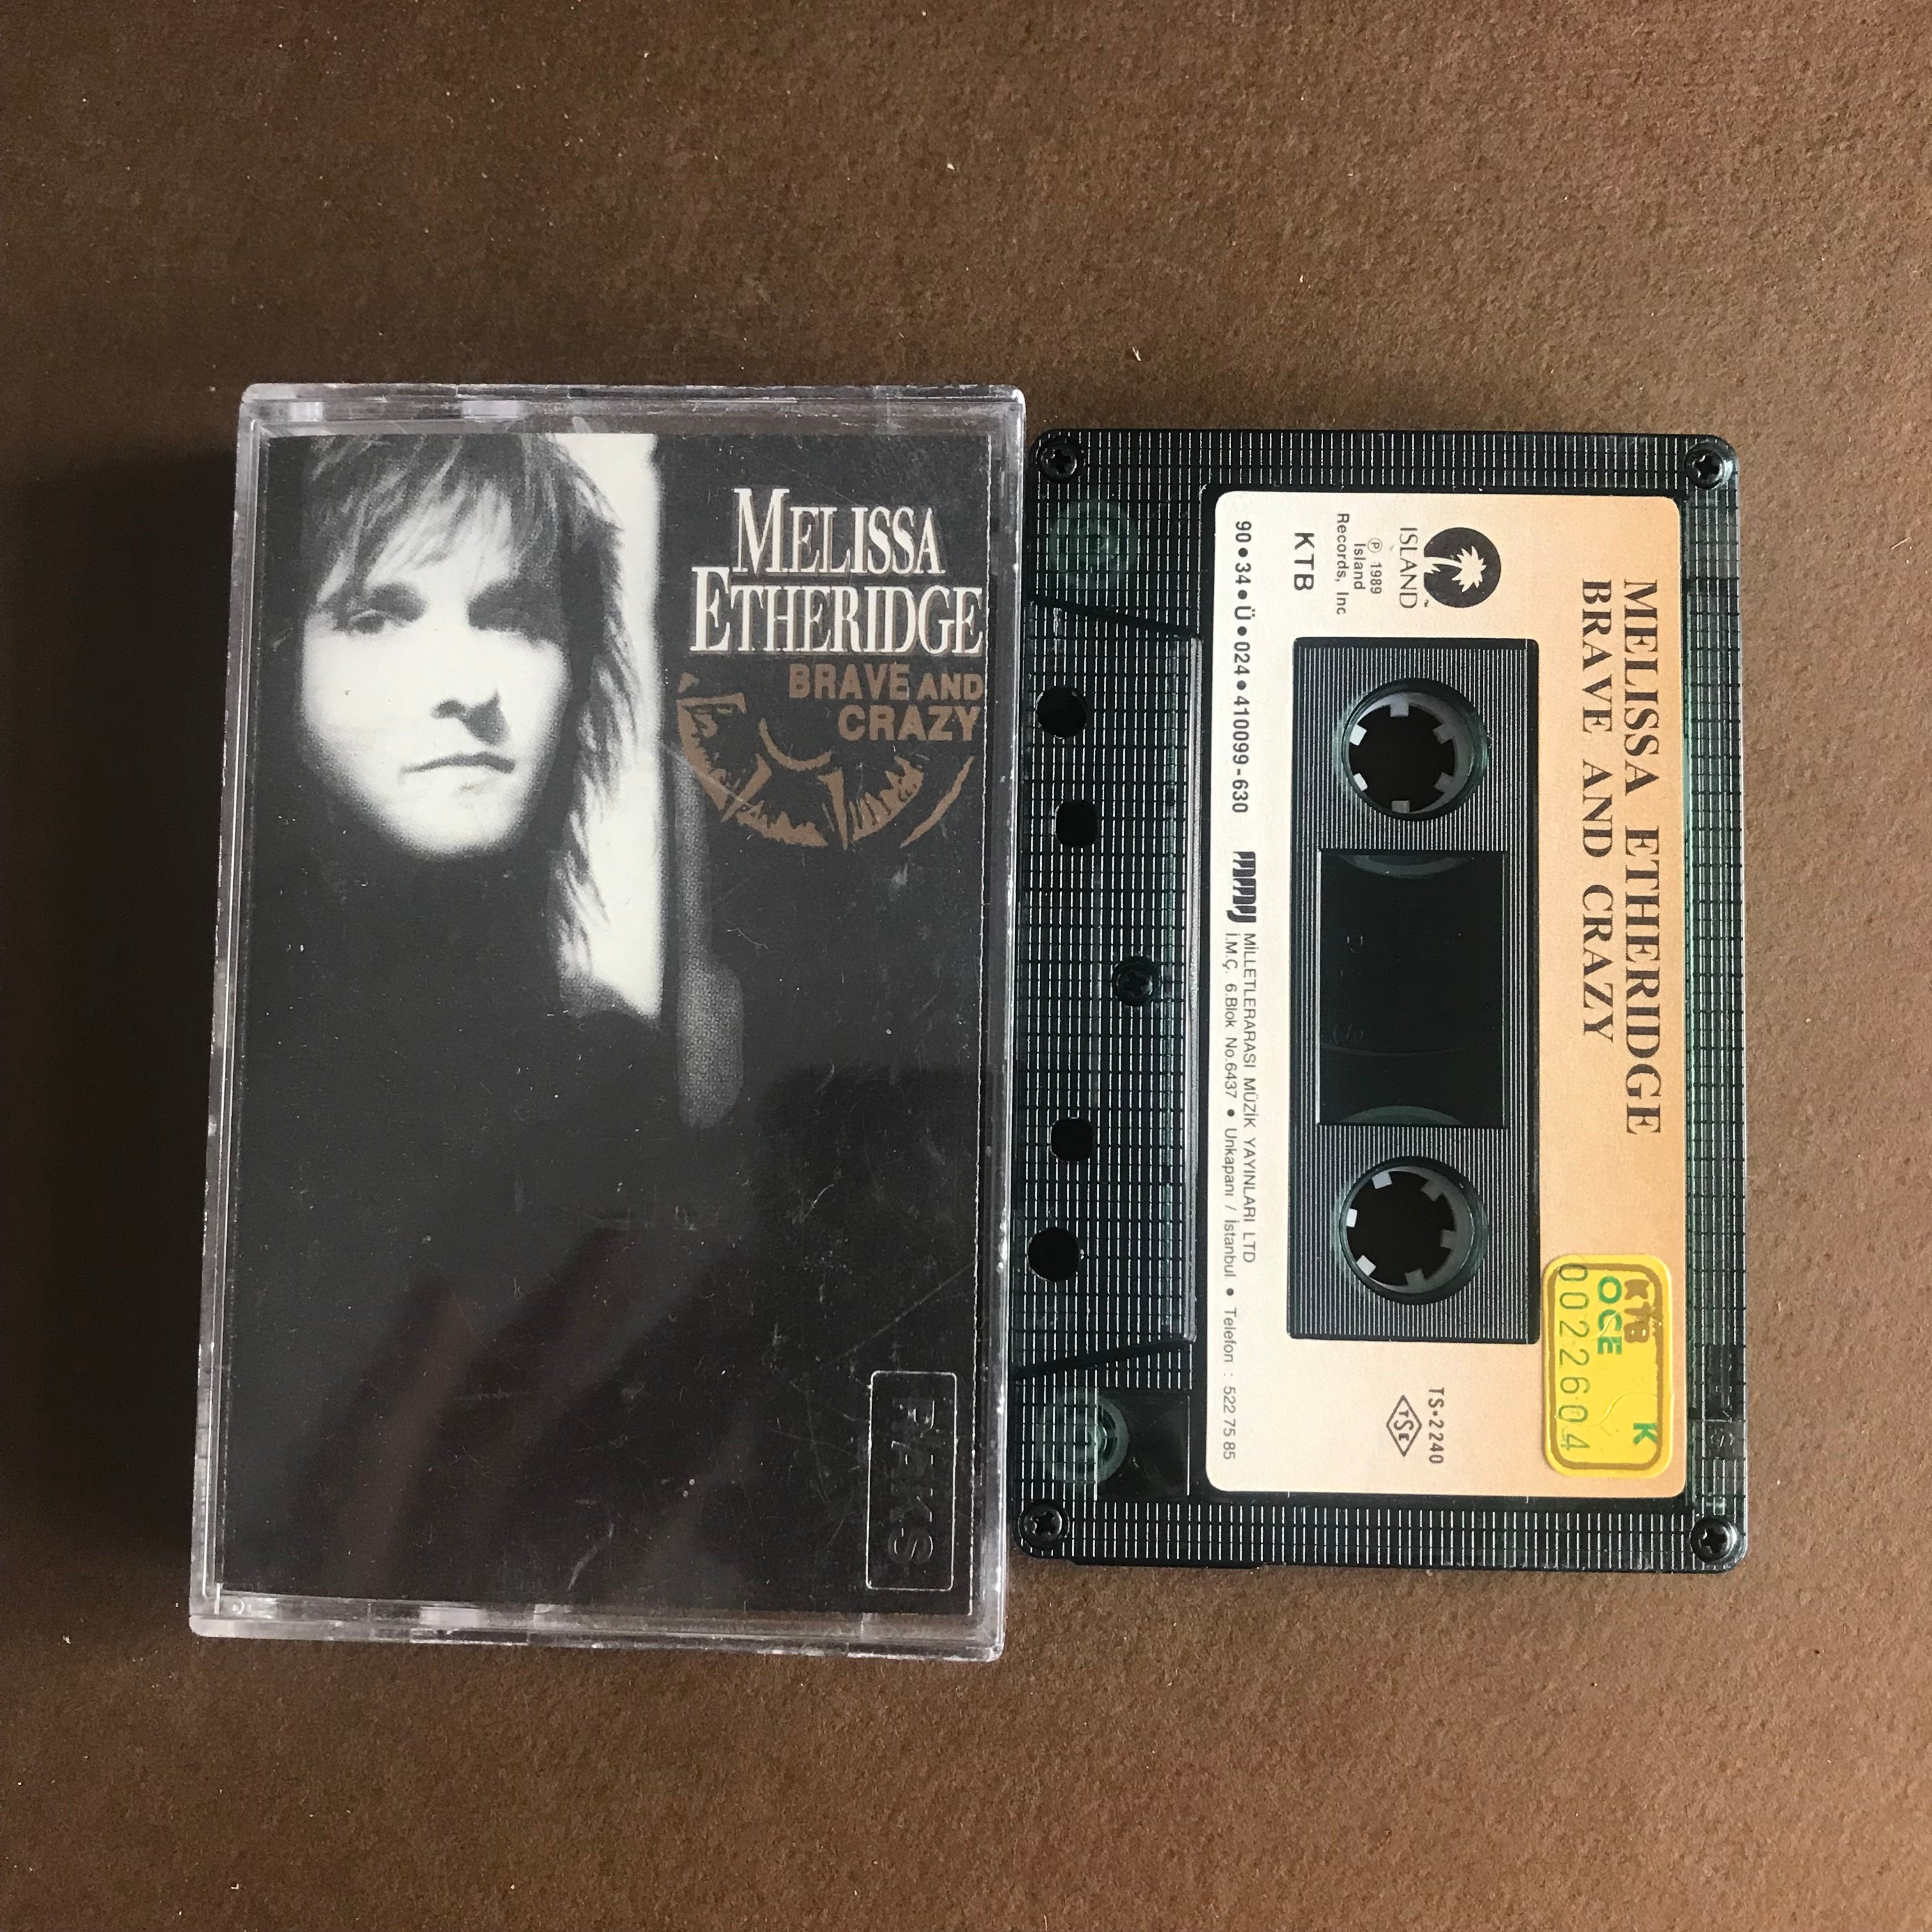 MELISSA
ETHERIDGE
BRAVE AND
CRAZY
RAKS
MELISSA ETHERIDGE
BRAVE AND CRAZY
ISLAND™
℗ 1989
Island
Records, Inc
KTB
90•34•Ü•024•410099-630
MİLLETLERARASI MÜZİK YAYINLARI LTD
İ.M.Ç. 6.Blok No.6437 • Unkapanı / İstanbul • Telefon : 522 75 85
TS•2240
TSE
KTB K
OCE
0022604